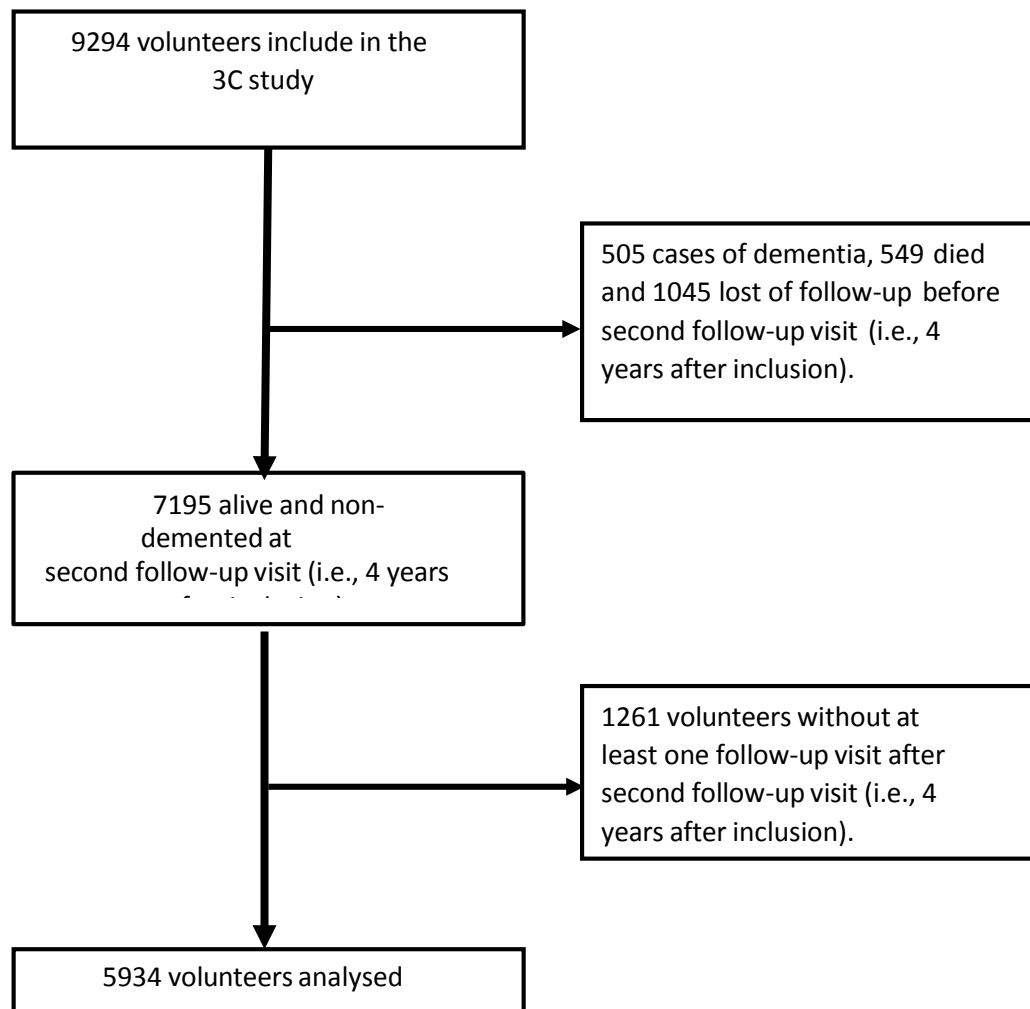 9294 volunteers include in the
3C study
505 cases of dementia, 549 died
and 1045 lost of follow-up before
second follow-up visit (i.e., 4
years after inclusion).
7195 alive and non-
demented at
second follow-up visit (i.e., 4 years
1261 volunteers without at
least one follow-up visit after
second follow-up visit (i.e., 4
years after inclusion).
5934 volunteers analysed